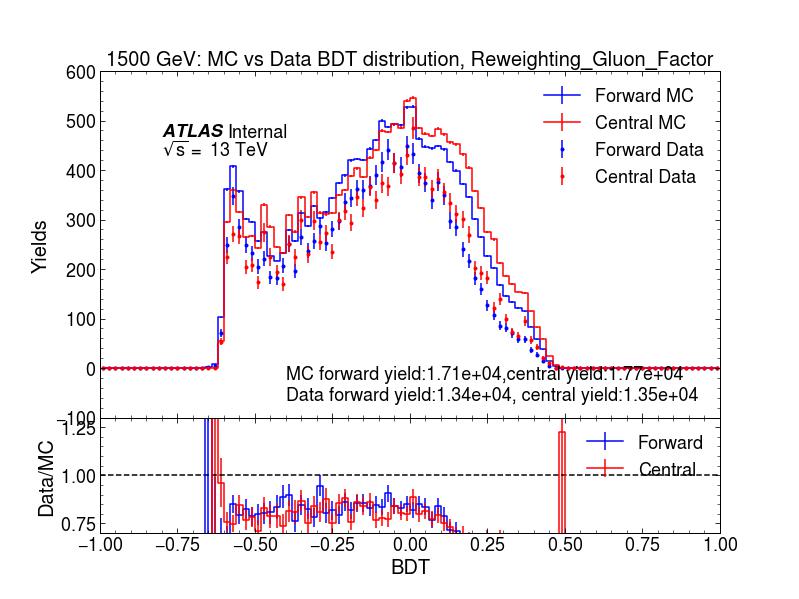 1500 GeV: MC vs Data BDT distribution, Reweighting_Gluon_Factor
600
500
400
300
200
100
0
−100
Yields
ATLAS Internal
√s = 13 TeV
Forward MC
Central MC
Forward Data
Central Data
MC forward yield:1.71e+04,central yield:1.77e+04
Data forward yield:1.34e+04, central yield:1.35e+04
1.25
1.00
0.75
Data/MC
Forward
Central
−1.00 −0.75 −0.50 −0.25 0.00 0.25 0.50 0.75 1.00
BDT